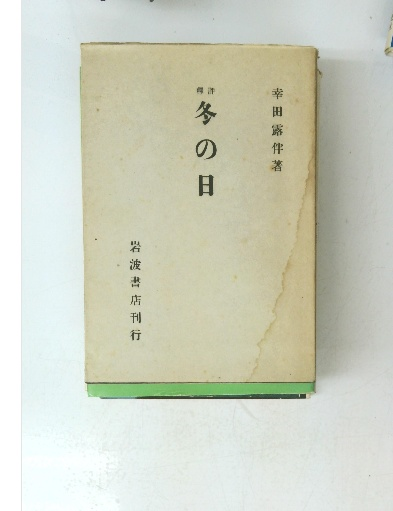 幸田露伴著
評釋
冬の日
岩波書店刊行